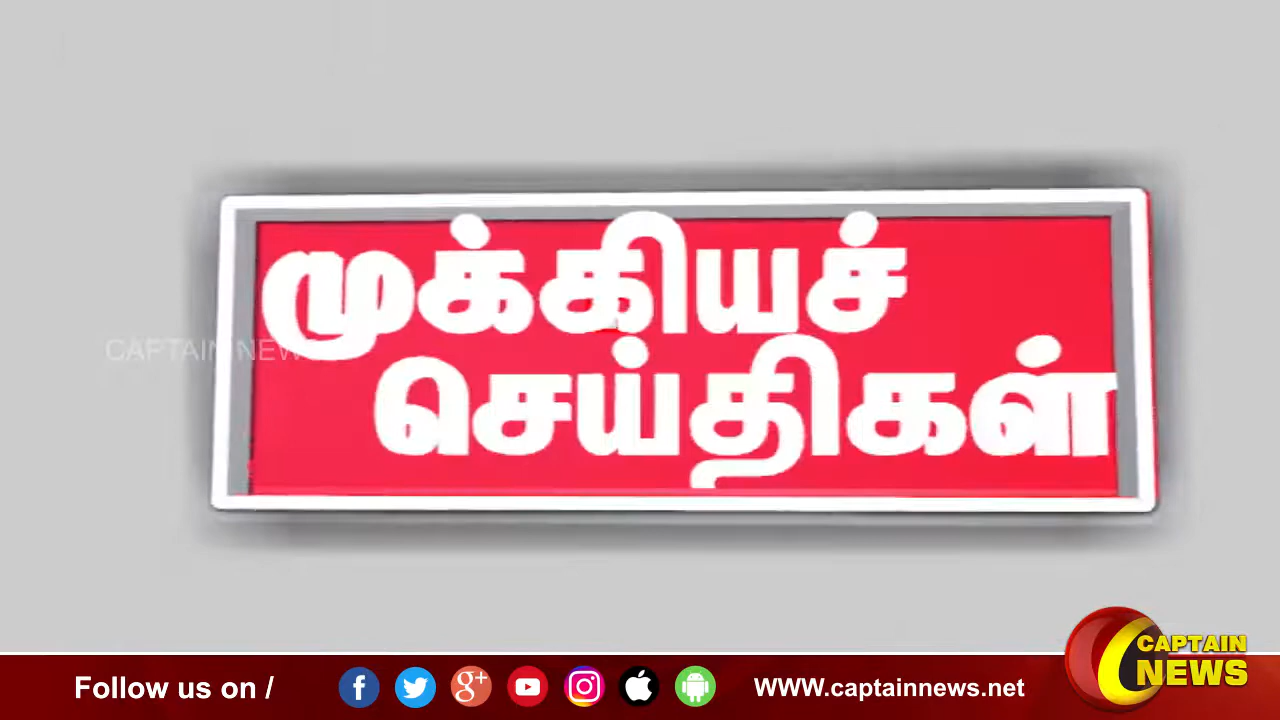 முக்கியச்
செய்திகள்
CAPTAIN NEWS
Follow us on /
WWW.captainnews.net
CAPTAIN
NEWS